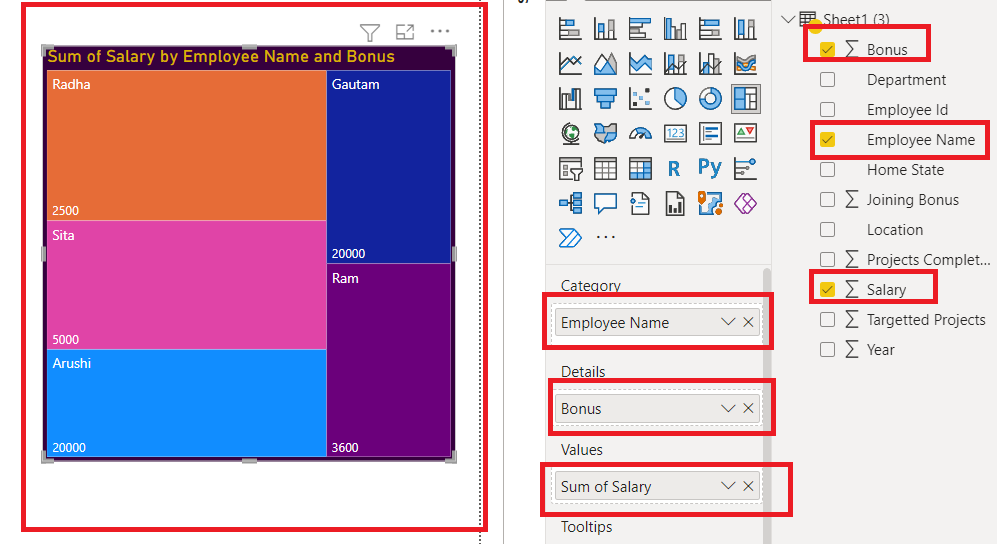 Sum of Salary by Employee Name and Bonus
Radha
2500
Sita
5000
Arushi
20000
Gautam
20000
Ram
3600
123
R
Py
Category
Employee Name
Details
Bonus
Values
Sum of Salary
Tooltips
Sheet1 (3)
Bonus
Department
Employee Id
Employee Name
Home State
Joining Bonus
Location
Projects Complet...
Salary
Targetted Projects
Year